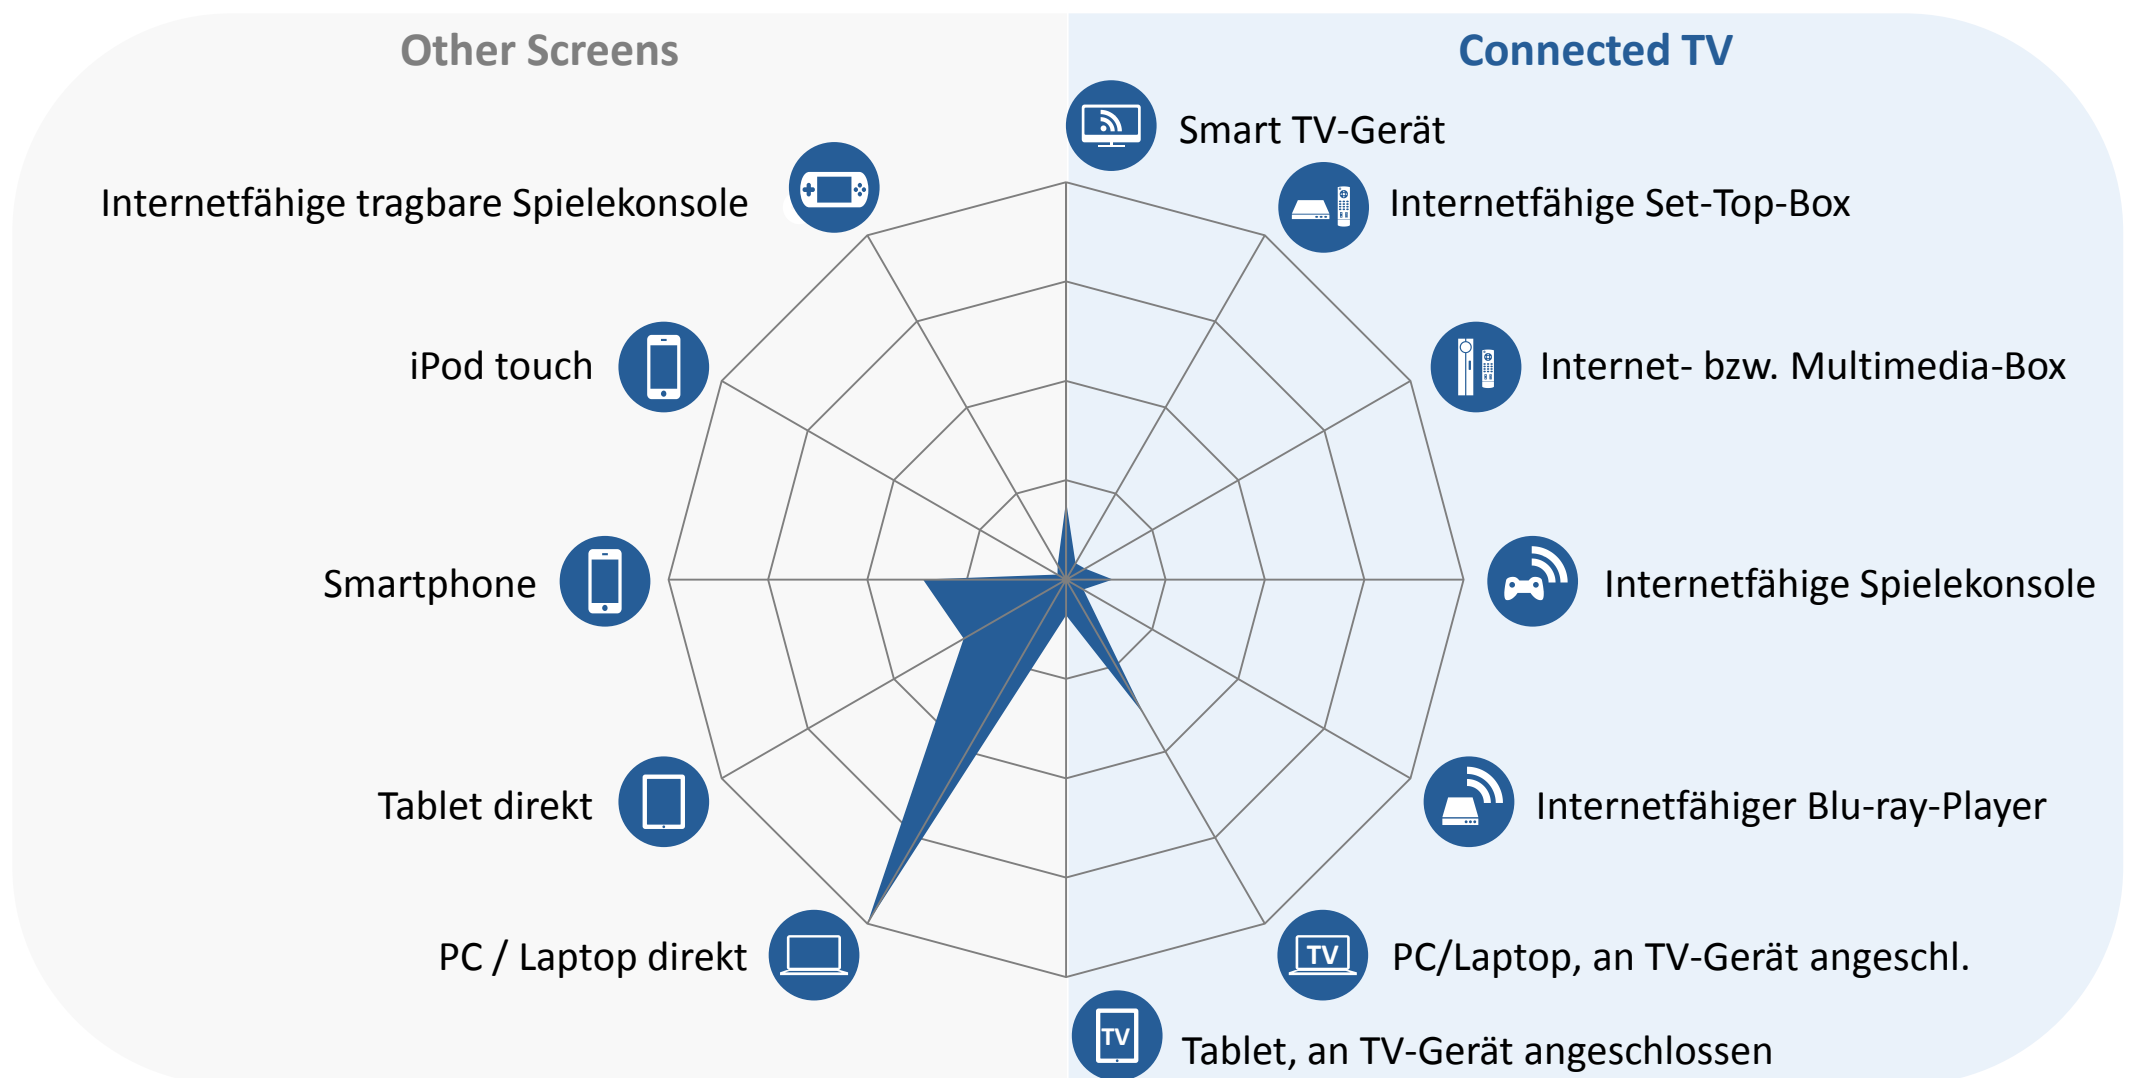 Other Screens
Connected TV
Smart TV-Gerät
Internetfähige tragbare Spielekonsole
Internetfähige Set-Top-Box
iPod touch
Internet- bzw. Multimedia-Box
Smartphone
Internetfähige Spielekonsole
Tablet direkt
Internetfähiger Blu-ray-Player
PC / Laptop direkt
TV
PC/Laptop, an TV-Gerät angeschl.
TV
Tablet, an TV-Gerät angeschlossen